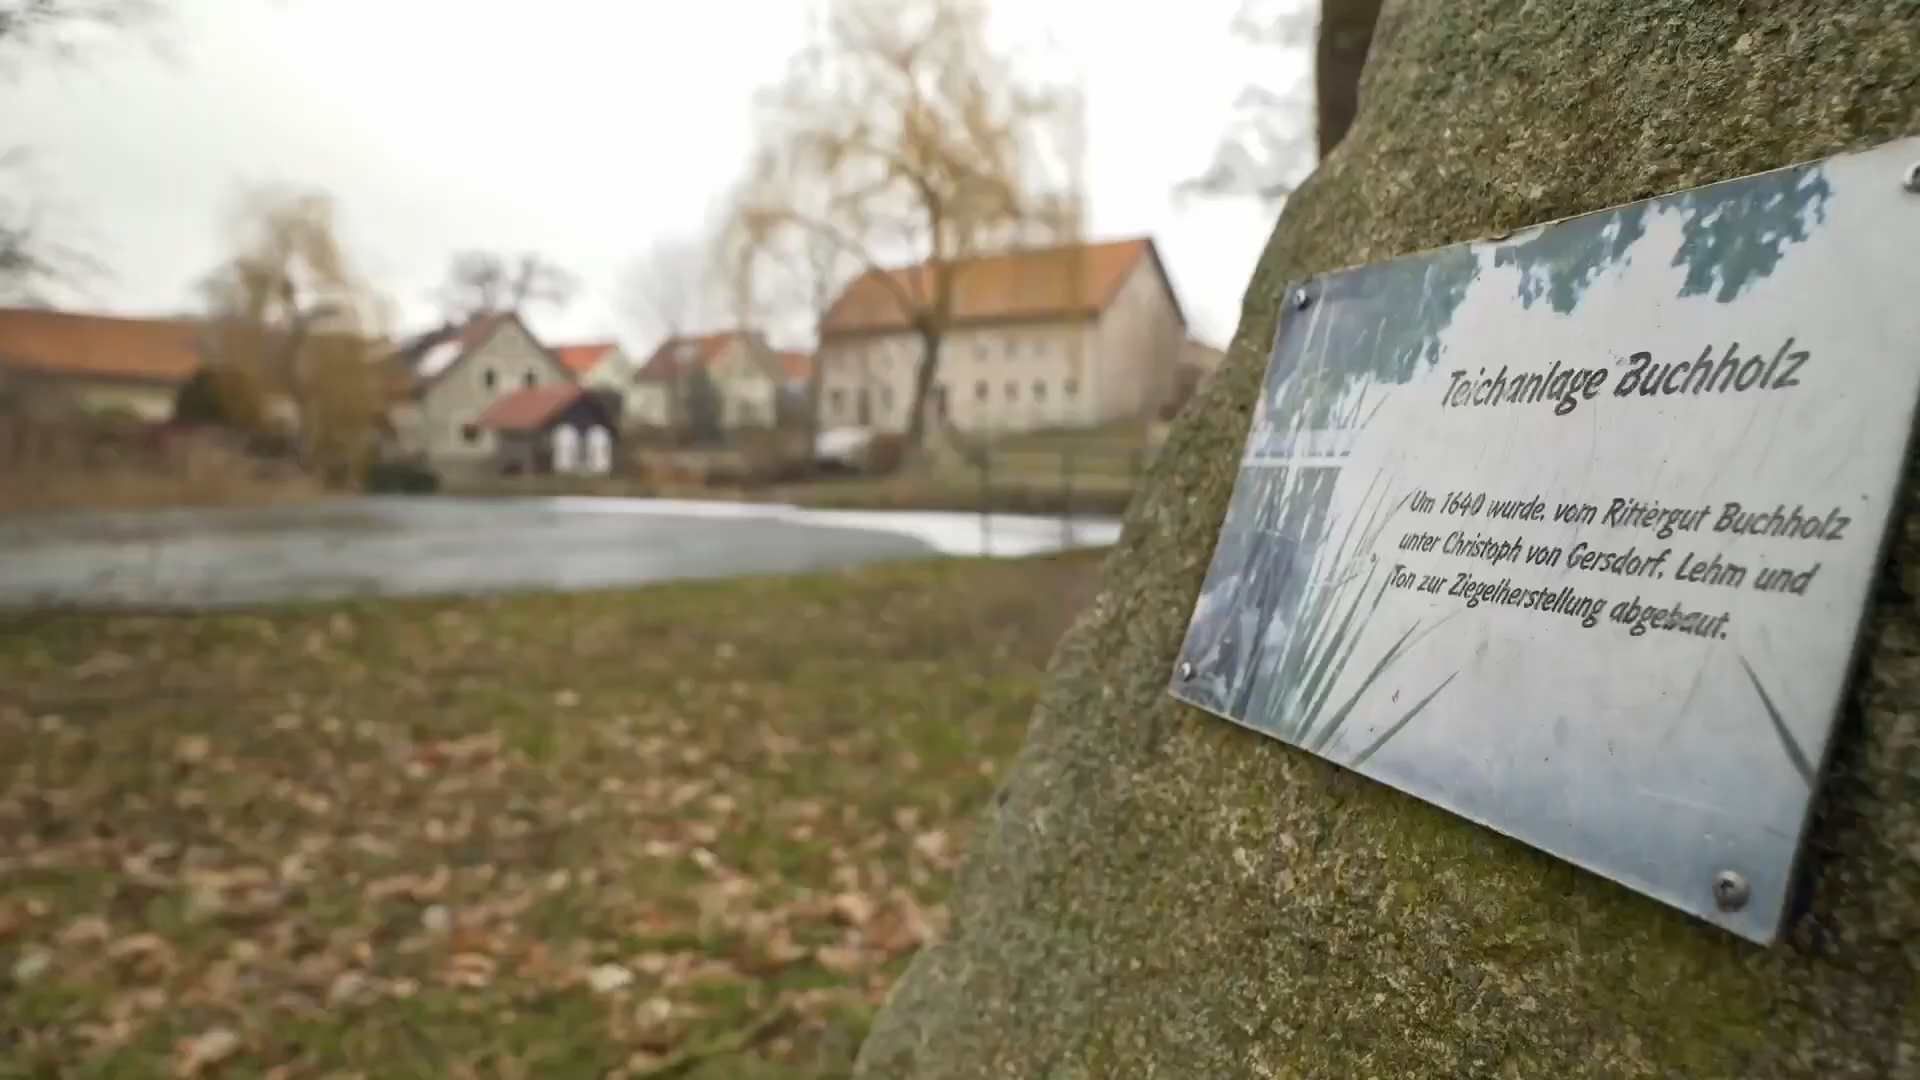 Teichanlage Buchholz
Um 1640 wurde, vom Rittergut Buchholz
unter Christoph von Gersdorf, Lehm und
Ton zur Ziegelherstellung abgebaut.